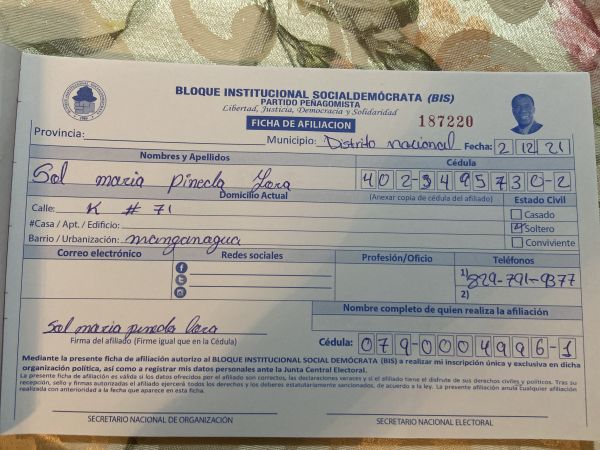 BLOQUE INSTITUCIONAL SOCIALDEMÓCRATA (BIS)
PARTIDO PEÑAGOMISTA
Libertad, Justicia, Democracia y Solidaridad
FICHA DE AFILIACION
187220
Provincia: Municipio: Distrito nacional Fecha: 2 12 21
Nombres y Apellidos Cédula
Sol maria Pineda Lara 402-3495730-2
Domicilio Actual (Anexar copia de cédula del afiliado) Estado Civil
Calle: K # 71 Casado
#Casa / Apt. / Edificio: Soltero
Barrio / Urbanización: manganagua Conviviente
Correo electrónico Redes sociales Profesión/Oficio Teléfonos
1) 829-791-9377
2)
Nombre completo de quien realiza la afiliación
Sol maria pineda Lara
Firma del afiliado (Firme igual que en la Cédula) Cédula: 079-0004996-1
Mediante la presente ficha de afiliación autorizo al BLOQUE INSTITUCIONAL SOCIAL DEMÓCRATA (BIS) a realizar mi inscripción única y exclusiva en dicha
organización política, así como a registrar mis datos personales ante la Junta Central Electoral.
La presente ficha de afiliación es válida si los datos ofrecidos por el afiliado son correctos, las declaraciones veraces y si el afiliado tiene el disfrute de sus derechos civiles y políticos. Tras su
recepción, sello y firmas autorizadas el afiliado ejercerá todos los derechos y los deberes estatutariamente sancionados, de acuerdo a la ley. La presente afiliación anula cualquier afiliación
realizada con anterioridad a la fecha que aparece en esta ficha.
SECRETARIO NACIONAL DE ORGANIZACIÓN SECRETARIO NACIONAL ELECTORAL